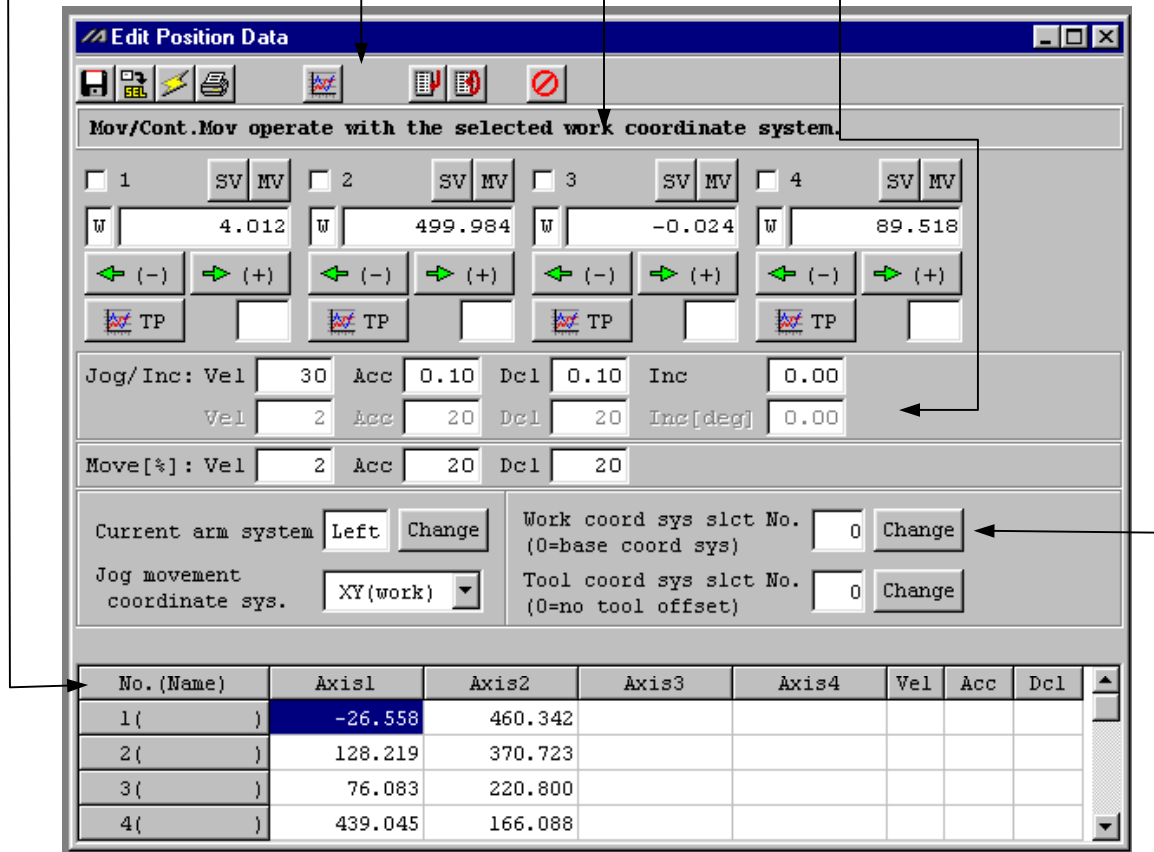 Edit Position Data
SEL
Mov/Cont.Mov operate with the selected work coordinate system.
1 SV MV 2 SV MV 3 SV MV 4 SV MV
W 4.012 W 499.984 W -0.024 W 89.518
(-) (+) (-) (+) (-) (+) (-) (+)
TP TP TP TP
Jog/Inc: Vel 30 Acc 0.10 Dcl 0.10 Inc 0.00
Vel 2 Acc 20 Dcl 20 Inc[deg] 0.00
Move[%]: Vel 2 Acc 20 Dcl 20
Current arm system Left Change
Jog movement
coordinate sys. XY(work)
Work coord sys slct No.
(0=base coord sys) 0 Change
Tool coord sys slct No.
(0=no tool offset) 0 Change
No.(Name) Axis1 Axis2 Axis3 Axis4 Vel Acc Dcl
1( ) -26.558 460.342
2( ) 128.219 370.723
3( ) 76.083 220.800
4( ) 439.045 166.088